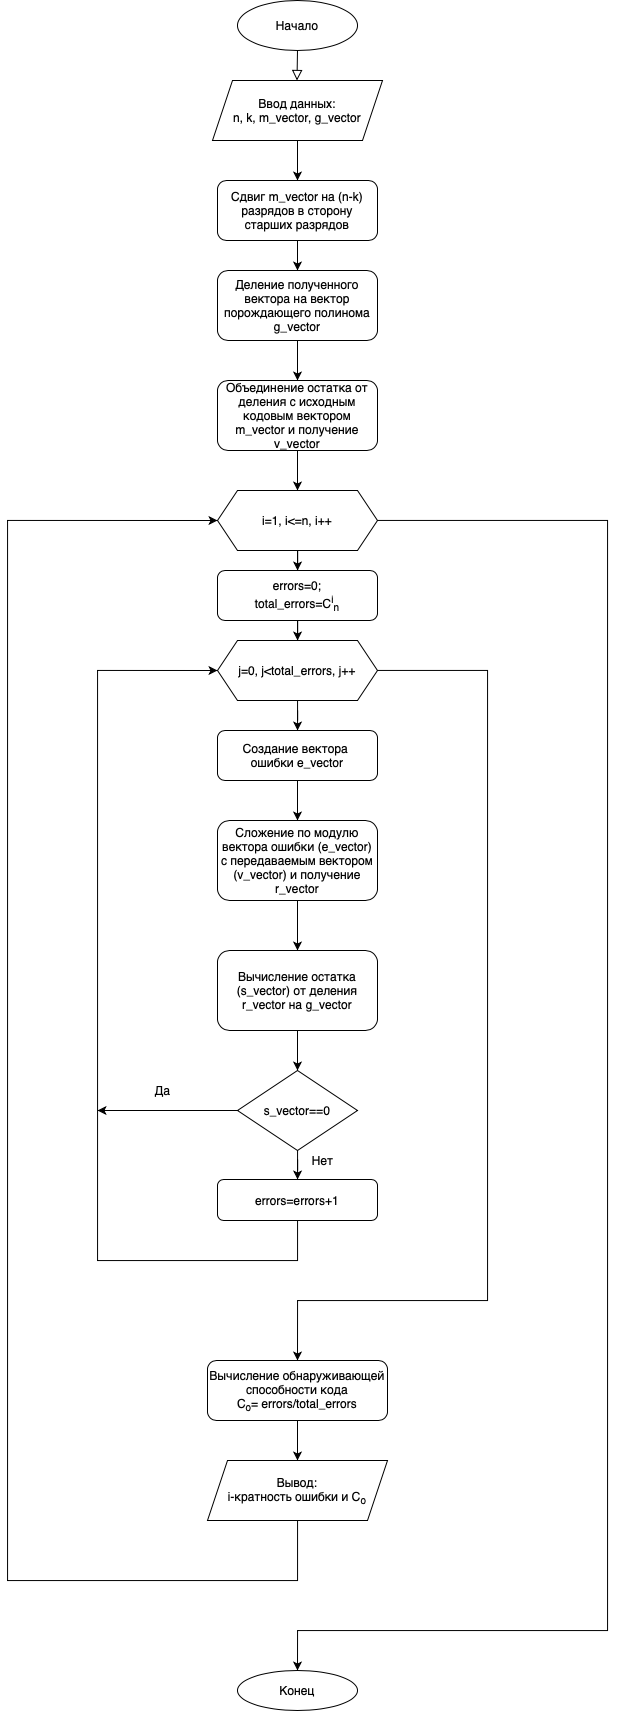 Начало
Ввод данных:
n, k, m_vector, g_vector
Сдвиг m_vector на (n-k)
разрядов в сторону
старших разрядов
Деление полученного
вектора на вектор
порождающего полинома
g_vector
Объединение остатка от
деления с исходным
кодовым вектором
m_vector и получение
v_vector
i=1, i<=n, i++
errors=0;
total_errors=Cⁱₙ
j=0, j<total_errors, j++
Создание вектора
ошибки e_vector
Сложение по модулю
вектора ошибки (e_vector)
с передаваемым вектором
(v_vector) и получение
r_vector
Вычисление остатка
(s_vector) от деления
r_vector на g_vector
Да
s_vector==0
Нет
errors=errors+1
Вычисление обнаруживающей
способности кода
Cₒ= errors/total_errors
Вывод:
i-кратность ошибки и Cₒ
Конец